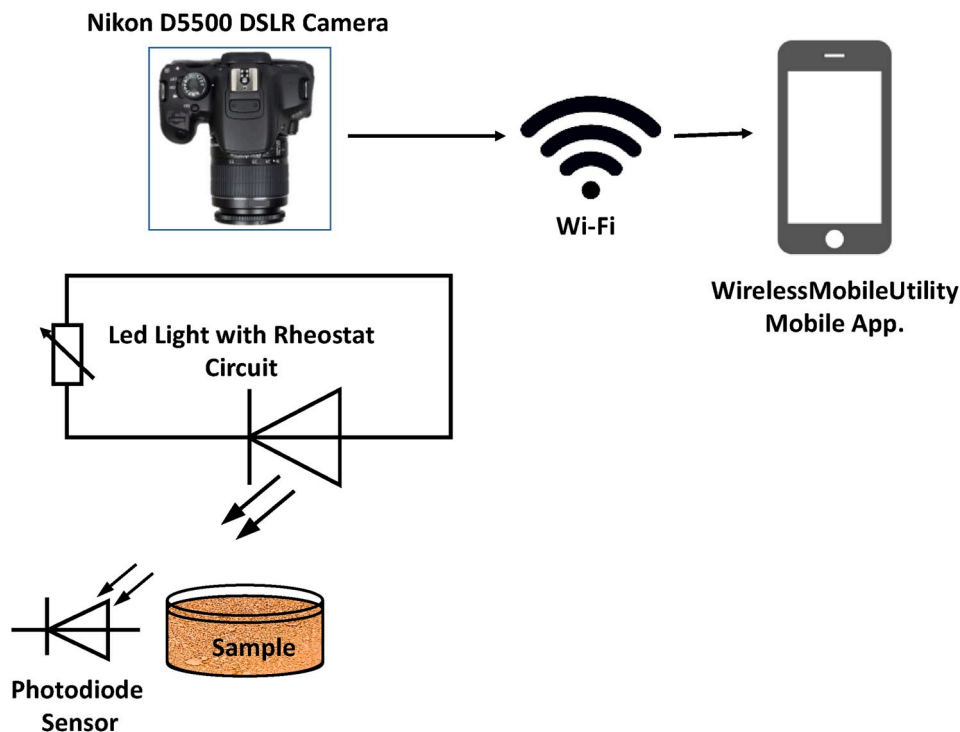 Nikon D5500 DSLR Camera
Wi-Fi
WirelessMobileUtility
Mobile App.
Led Light with Rheostat
Circuit
Sample
Photodiode
Sensor